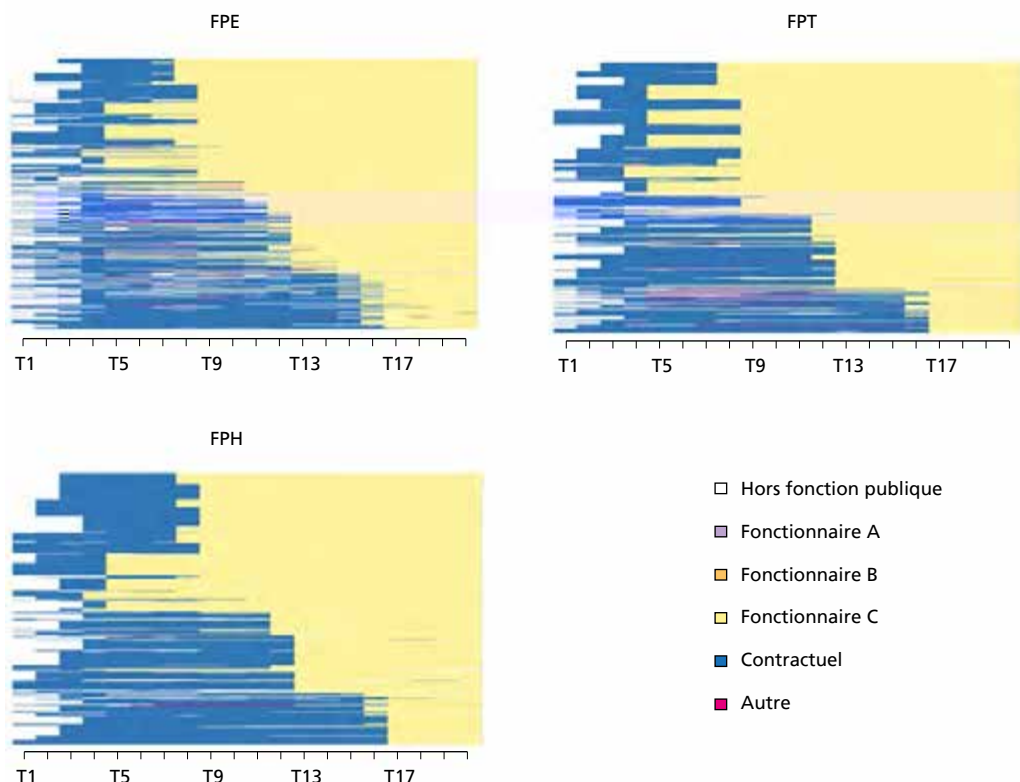 FPE
FPT
T1 T5 T9 T13 T17
T1 T5 T9 T13 T17
FPH
Hors fonction publique
Fonctionnaire A
Fonctionnaire B
Fonctionnaire C
Contractuel
Autre
T1 T5 T9 T13 T17